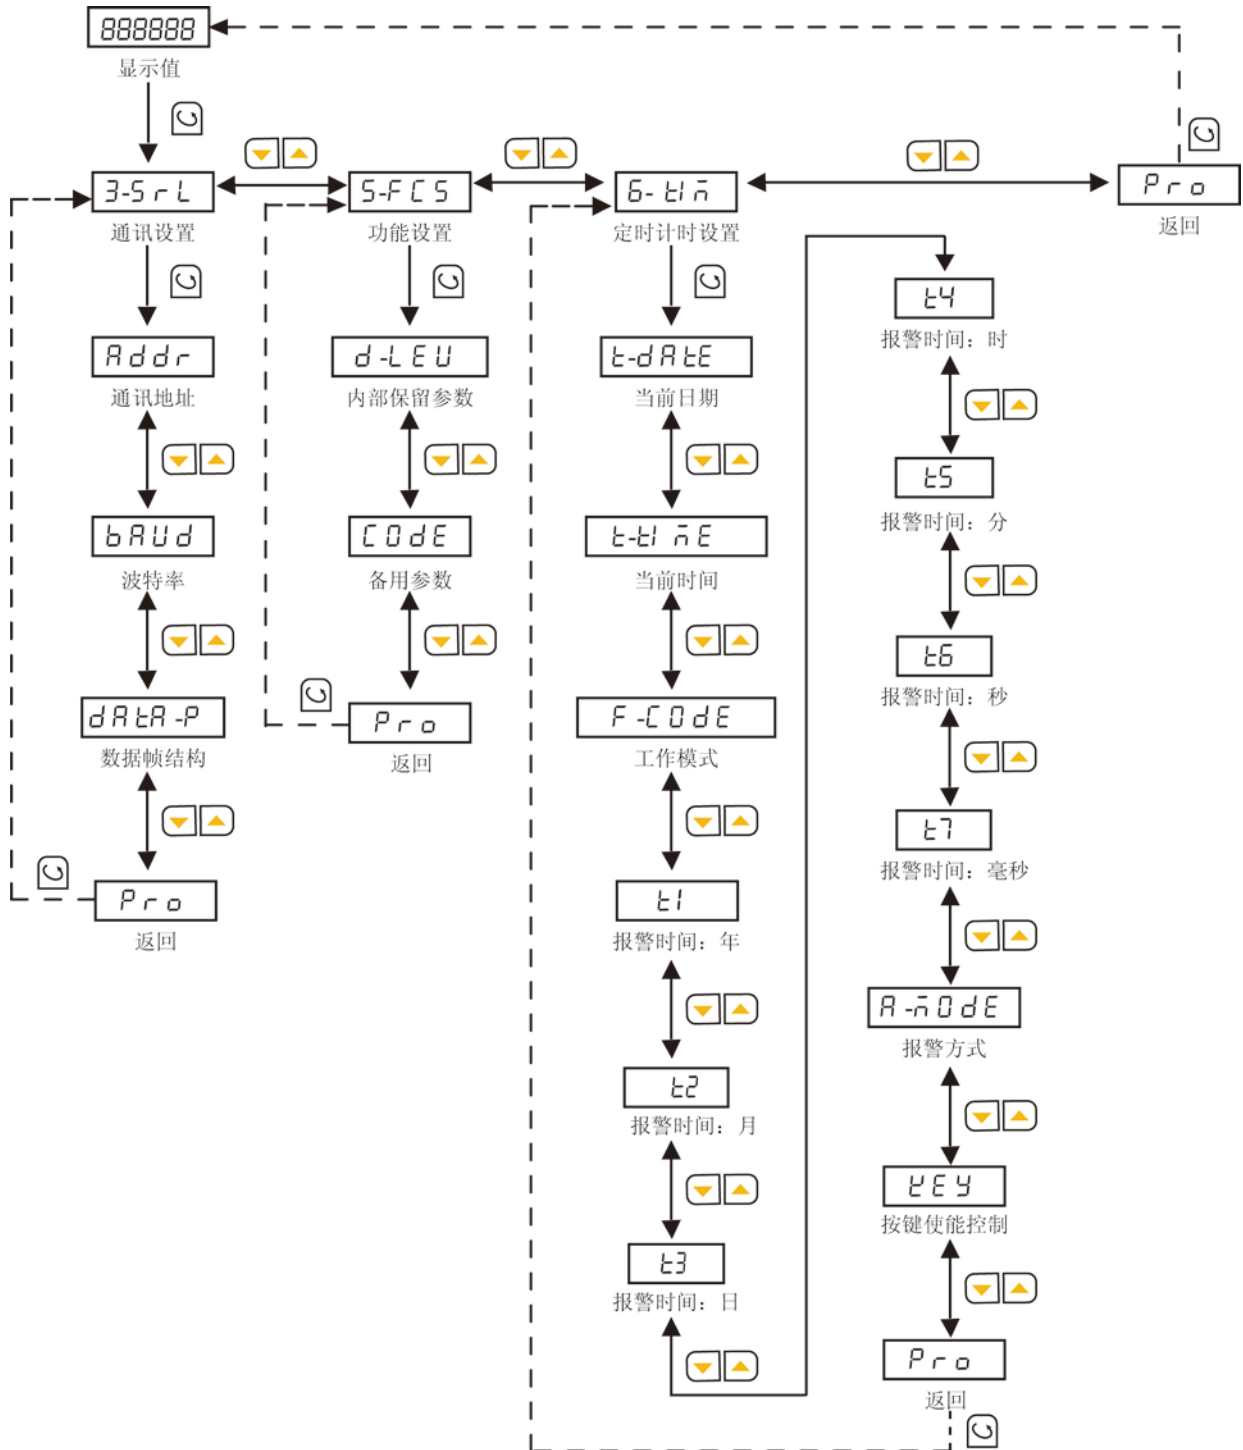 888888
显示值
3-SrL
通讯设置
Addr
通讯地址
bAUd
波特率
dAtA-P
数据帧结构
Pro
返回
5-FCS
功能设置
d-LEU
内部保留参数
C0dE
备用参数
Pro
返回
6-tIm
定时计时设置
t-dAtE
当前日期
t-tImE
当前时间
F-C0dE
工作模式
t1
报警时间：年
t2
报警时间：月
t3
报警时间：日
t4
报警时间：时
t5
报警时间：分
t6
报警时间：秒
t7
报警时间：毫秒
A-m0dE
报警方式
KEY
按键使能控制
Pro
返回
Pro
返回